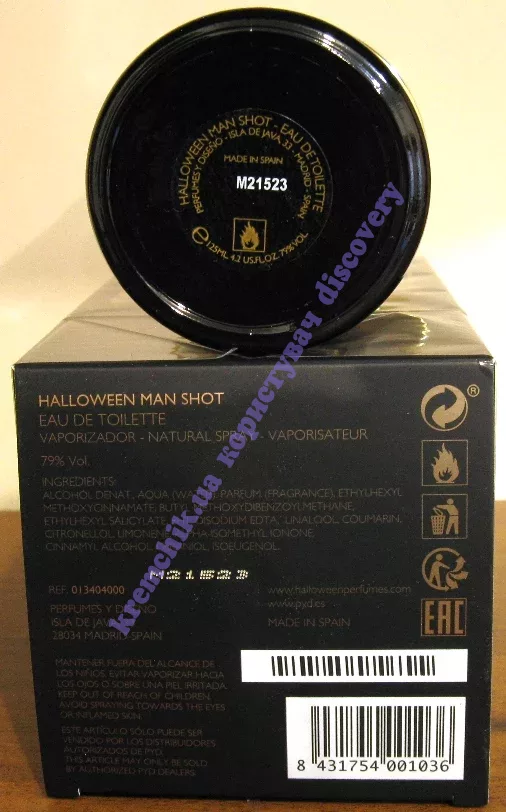 HALLOWEEN MAN SHOT - EAU DE TOILETTE
PERFUMES Y DISEÑO - ISLA DE JAVA 33 - MADRID - SPAIN
MADE IN SPAIN
M21523
℮125ML 4.2 US.FL.OZ. 79% VOL
kremchik.ua користувач discovery
HALLOWEEN MAN SHOT
EAU DE TOILETTE
VAPORIZADOR - NATURAL SPRAY - VAPORISATEUR
79% Vol.
INGREDIENTS:
ALCOHOL DENAT., AQUA PARFUM (FRAGRANCE), ETHYLHEXYL
METHOXYCINNAMATE,
ETHYLHEXYL SALICYLATE, EDTA, LINALOOL, COUMARIN,
CITRONELLOL, LIMONENE, IONONE,
CINNAMYL ALCOHOL, ISOEUGENOL.
M21523
REF. 013404000
www.halloweenperfumes.com
PERFUMES Y DISEÑO
www.pyd.es
ISLA DE
MADE IN SPAIN
28034 MADRID-SPAIN
EAC
MANTENER FUERA DEL ALCANCE DE
LOS NIÑOS. EVITAR VAPORIZAR HACIA
LOS OJOS O SOBRE UNA PIEL IRRITADA.
KEEP OUT OF REACH OF CHILDREN.
AVOID SPRAYING TOWARDS THE EYES
OR INFLAMED SKIN.
ESTE ARTÍCULO SÓLO PUEDE SER
VENDIDO POR LOS DISTRIBUIDORES
AUTORIZADOS DE PYD.
THIS ARTICLE MAY ONLY BE SOLD
BY AUTHORIZED PYD DEALERS.
8 431754 001036